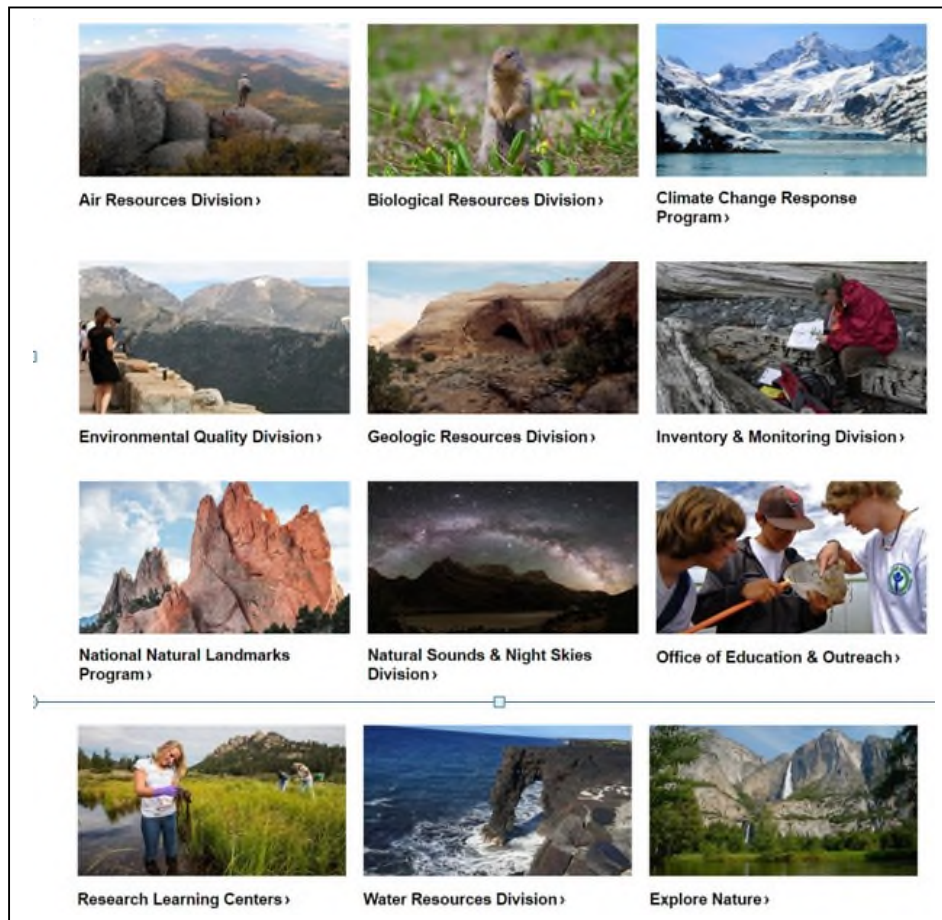 Air Resources Division ›
Biological Resources Division ›
Climate Change Response
Program ›
Environmental Quality Division ›
Geologic Resources Division ›
Inventory & Monitoring Division ›
National Natural Landmarks
Program ›
Natural Sounds & Night Skies
Division ›
Office of Education & Outreach ›
Research Learning Centers ›
Water Resources Division ›
Explore Nature ›